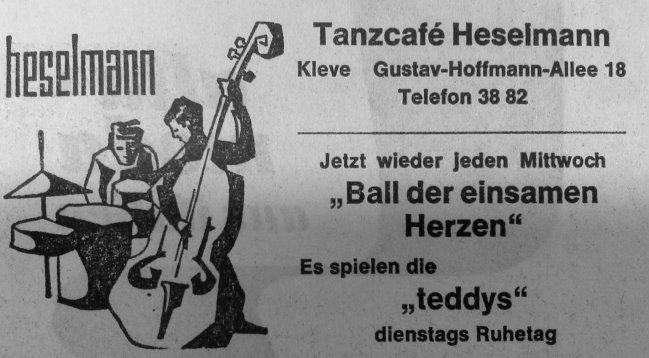 heselmann
Tanzcafé Heselmann
Kleve Gustav-Hoffmann-Allee 18
Telefon 38 82
Jetzt wieder jeden Mittwoch
„Ball der einsamen
Herzen“
Es spielen die
„teddys“
dienstags Ruhetag